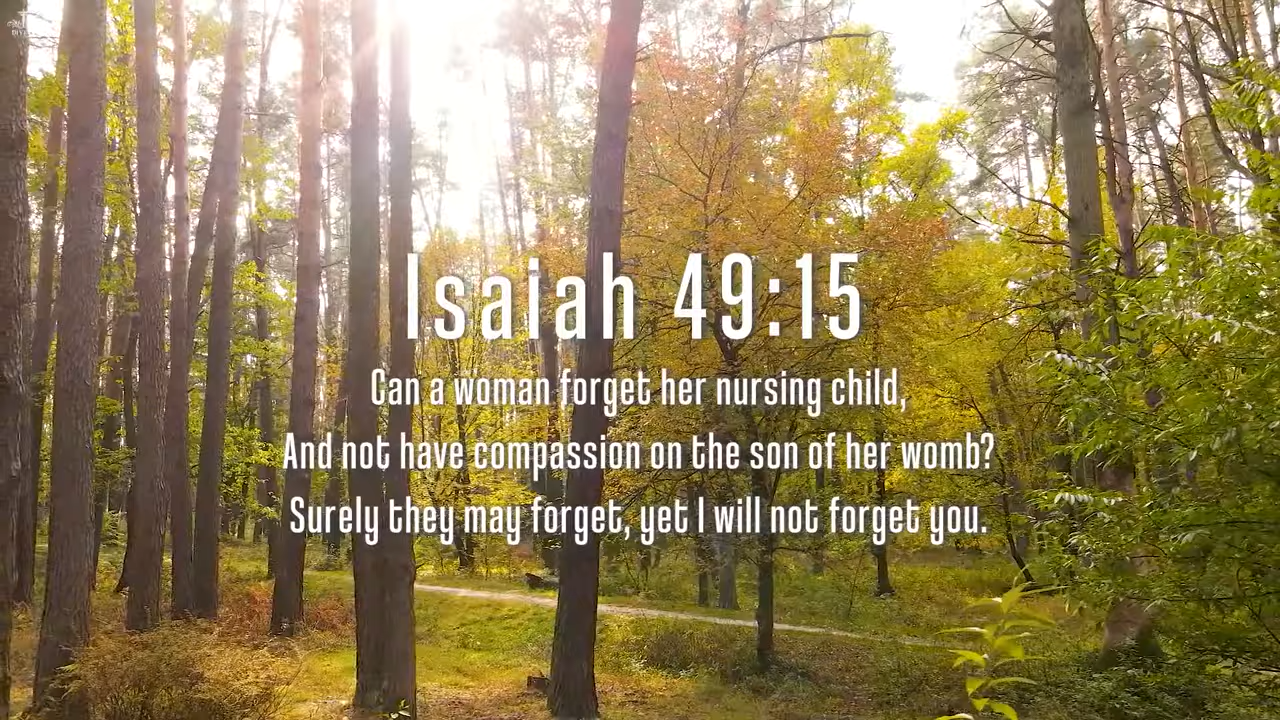 Isaiah 49:15
Can a woman forget her nursing child,
And not have compassion on the son of her womb?
Surely they may forget, yet I will not forget you.